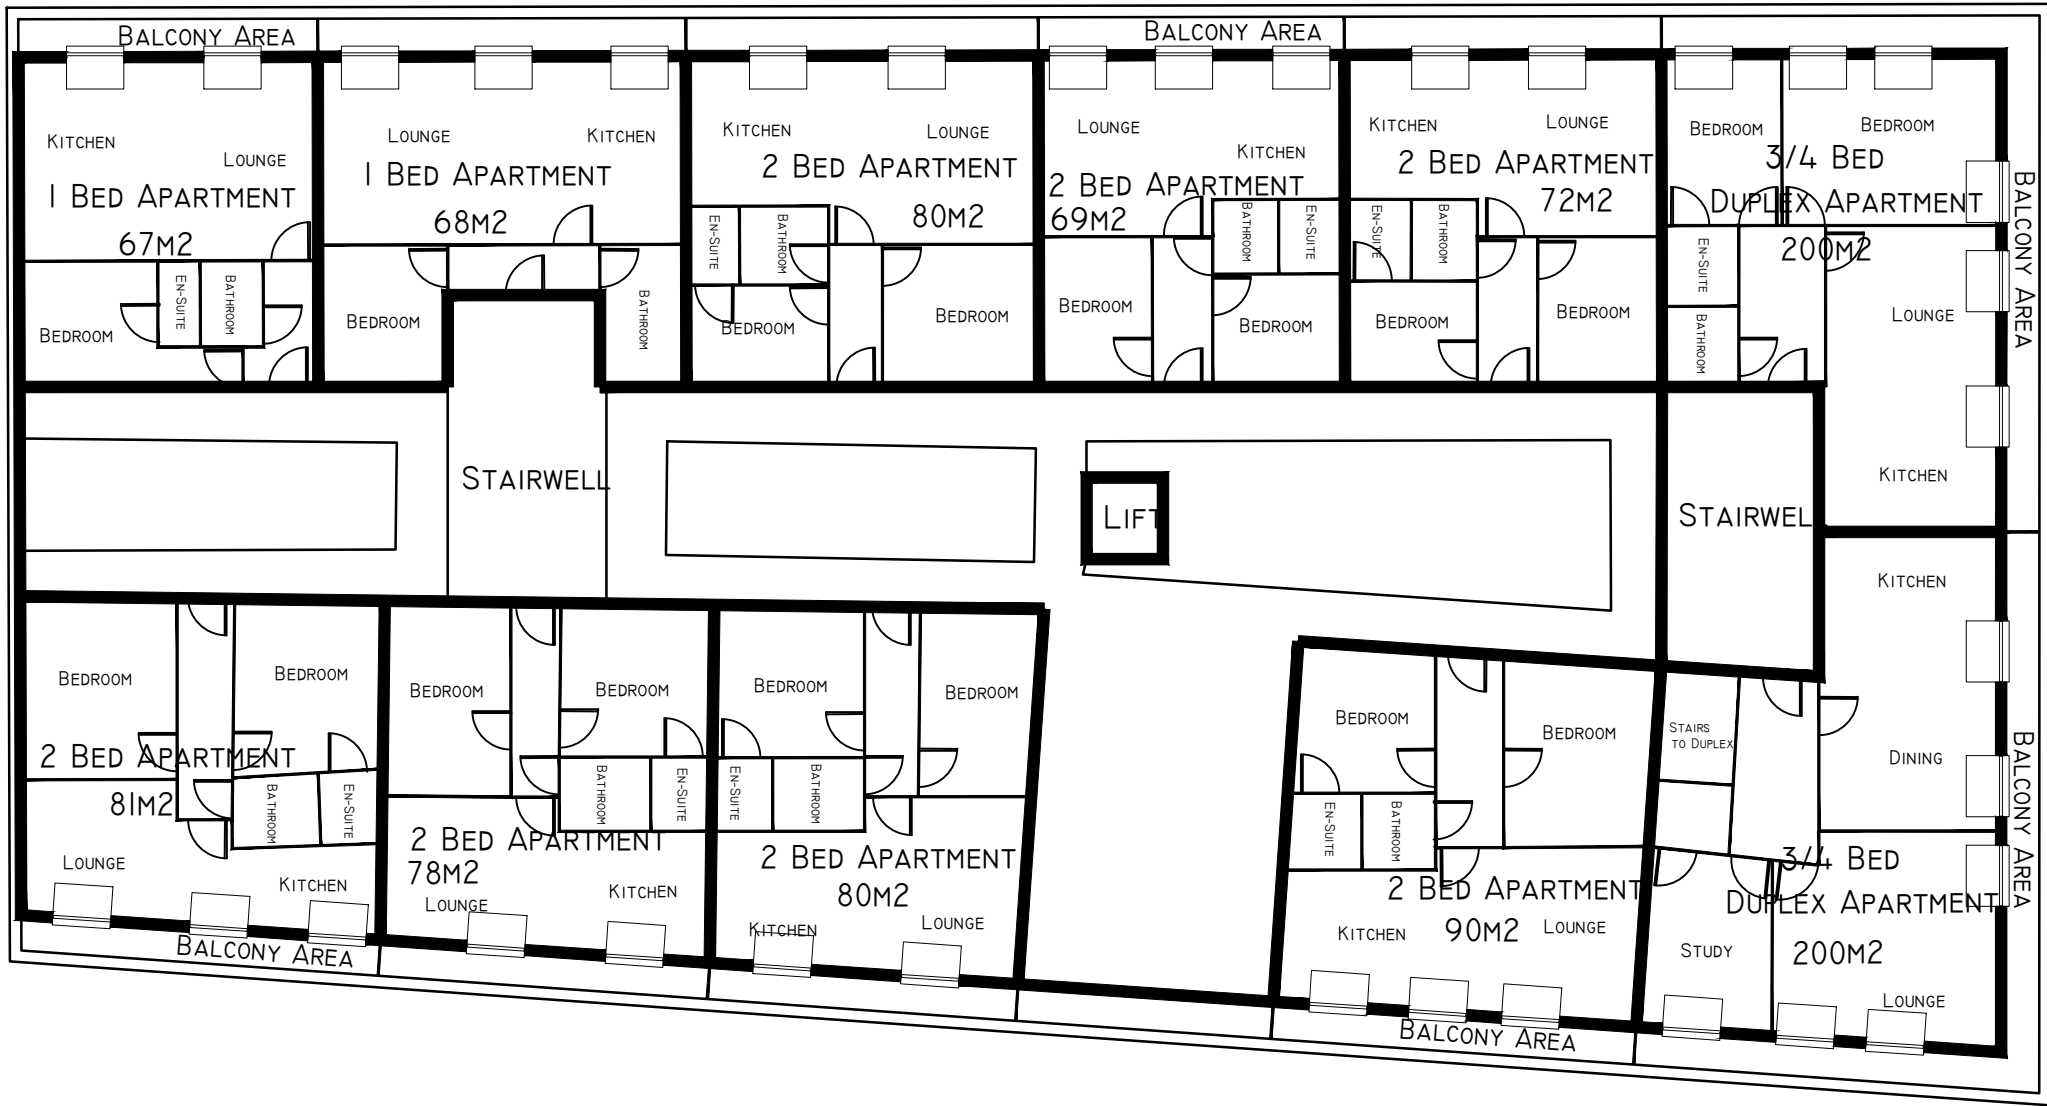 Balcony Area
Balcony Area
Kitchen
Lounge
1 Bed Apartment
67m2
Bedroom
En-Suite
Bathroom
Lounge
Kitchen
1 Bed Apartment
68m2
Bedroom
Bathroom
Kitchen
Lounge
2 Bed Apartment
80m2
En-Suite
Bathroom
Bedroom
Bedroom
Lounge
Kitchen
2 Bed Apartment
69m2
Bathroom
En-Suite
Bedroom
Bedroom
Kitchen
Lounge
2 Bed Apartment
72m2
En-Suite
Bathroom
Bedroom
Bedroom
Bedroom
Bedroom
3/4 Bed
Duplex Apartment
200m2
En-Suite
Bathroom
Lounge
Kitchen
Balcony Area
Stairwell
Lift
Stairwel
Bedroom
Bedroom
2 Bed Apartment
81m2
Bathroom
En-Suite
Lounge
Kitchen
Balcony Area
Bedroom
Bedroom
Bathroom
En-Suite
2 Bed Apartment
78m2
Lounge
Kitchen
Bedroom
Bedroom
En-Suite
Bathroom
2 Bed Apartment
80m2
Kitchen
Lounge
Bedroom
Bedroom
En-Suite
Bathroom
2 Bed Apartment
90m2
Kitchen
Lounge
Balcony Area
Kitchen
Stairs
to Duplex
Dining
3/4 Bed
Duplex Apartment
200m2
Study
Lounge
Balcony Area